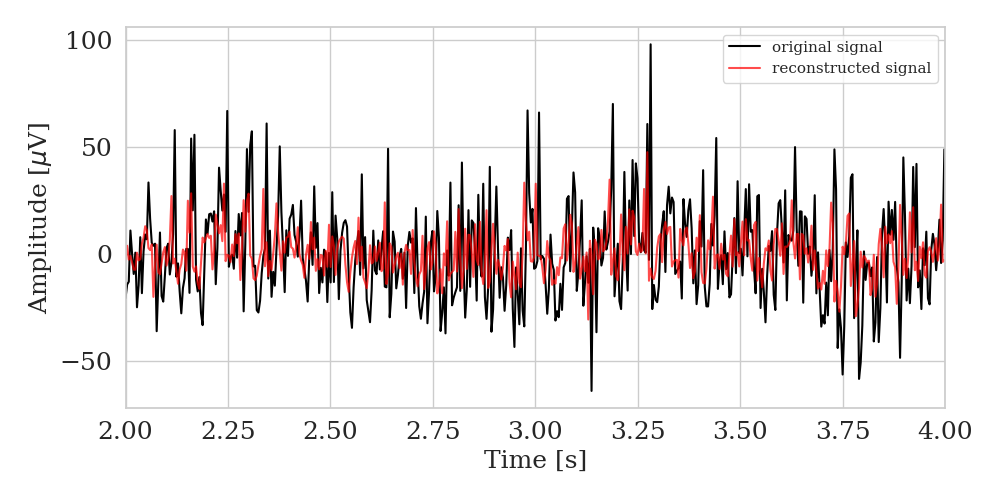 100
50
0
−50
Amplitude [μV]
original signal
reconstructed signal
2.00 2.25 2.50 2.75 3.00 3.25 3.50 3.75 4.00
Time [s]